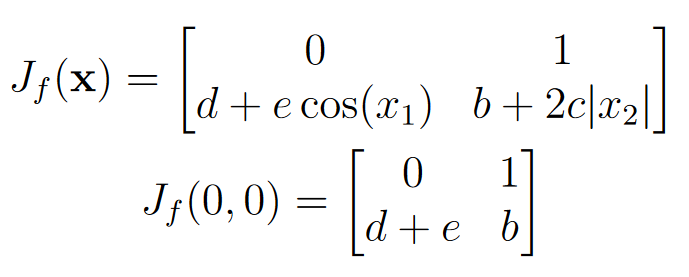 J_f(𝐱) = [ 0 1 ; d + e cos(x_1) b + 2c|x_2| ]
J_f(0, 0) = [ 0 1 ; d + e b ]